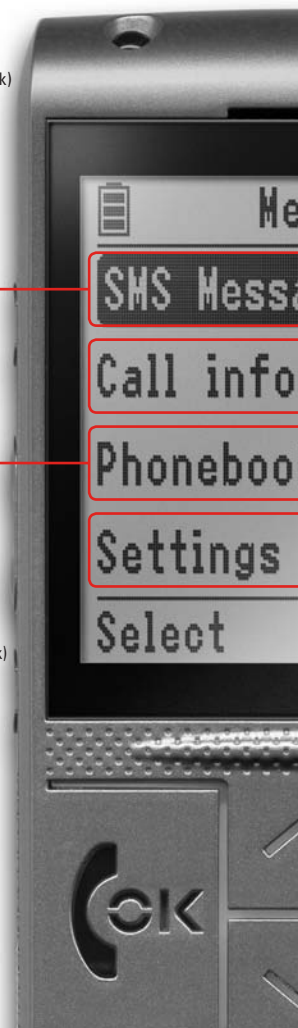 k)
Me
SMS Messa
Call info
Phoneboo
Settings
Select
k)
OK